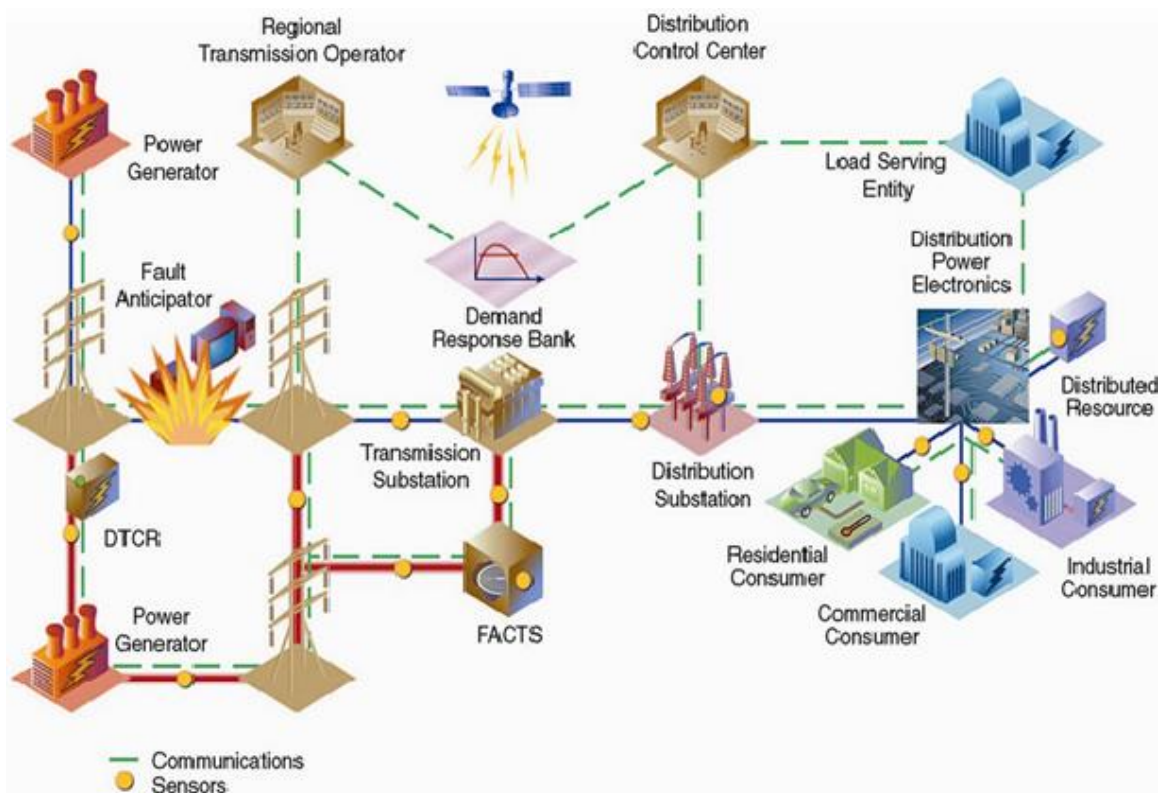 Regional
Transmission Operator
Distribution
Control Center
Power
Generator
Load Serving
Entity
Distribution
Power
Electronics
Fault
Anticipator
Demand
Response Bank
Distributed
Resource
Transmission
Substation
Distribution
Substation
DTCR
Residential
Consumer
Industrial
Consumer
Commercial
Consumer
Power
Generator
FACTS
Communications
Sensors